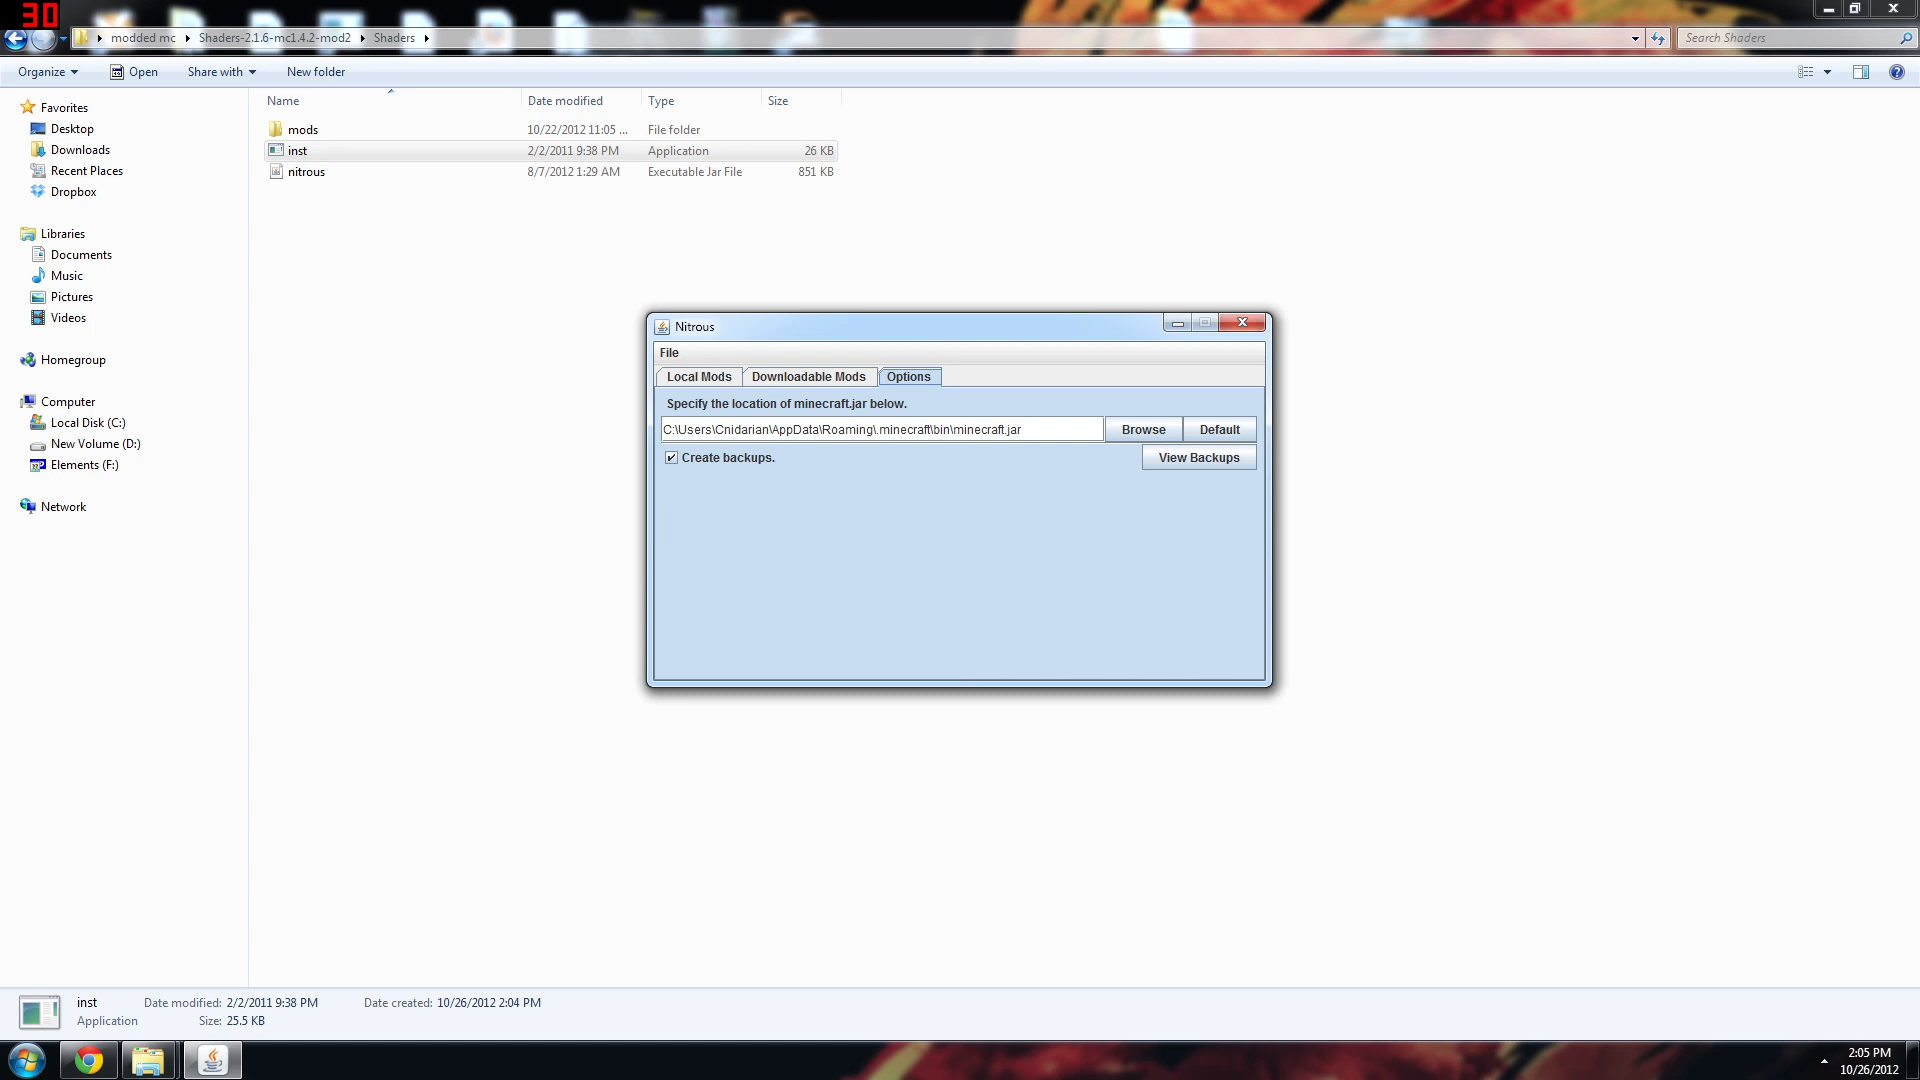 30
modded mc Shaders-2.1.6-mc1.4.2-mod2 Shaders
Search Shaders
Organize Open Share with New folder
Name Date modified Type Size
mods 10/22/2012 11:05 ... File folder
inst 2/2/2011 9:38 PM Application 26 KB
nitrous 8/7/2012 1:29 AM Executable Jar File 851 KB
Favorites
Desktop
Downloads
Recent Places
Dropbox
Libraries
Documents
Music
Pictures
Videos
Homegroup
Computer
Local Disk (C:)
New Volume (D:)
Elements (F:)
Network
Nitrous
File
Local Mods Downloadable Mods Options
Specify the location of minecraft.jar below.
C:\Users\Cnidarian\AppData\Roaming\.minecraft\bin\minecraft.jar Browse Default
Create backups. View Backups
inst Date modified: 2/2/2011 9:38 PM Date created: 10/26/2012 2:04 PM
Application Size: 25.5 KB
2:05 PM
10/26/2012